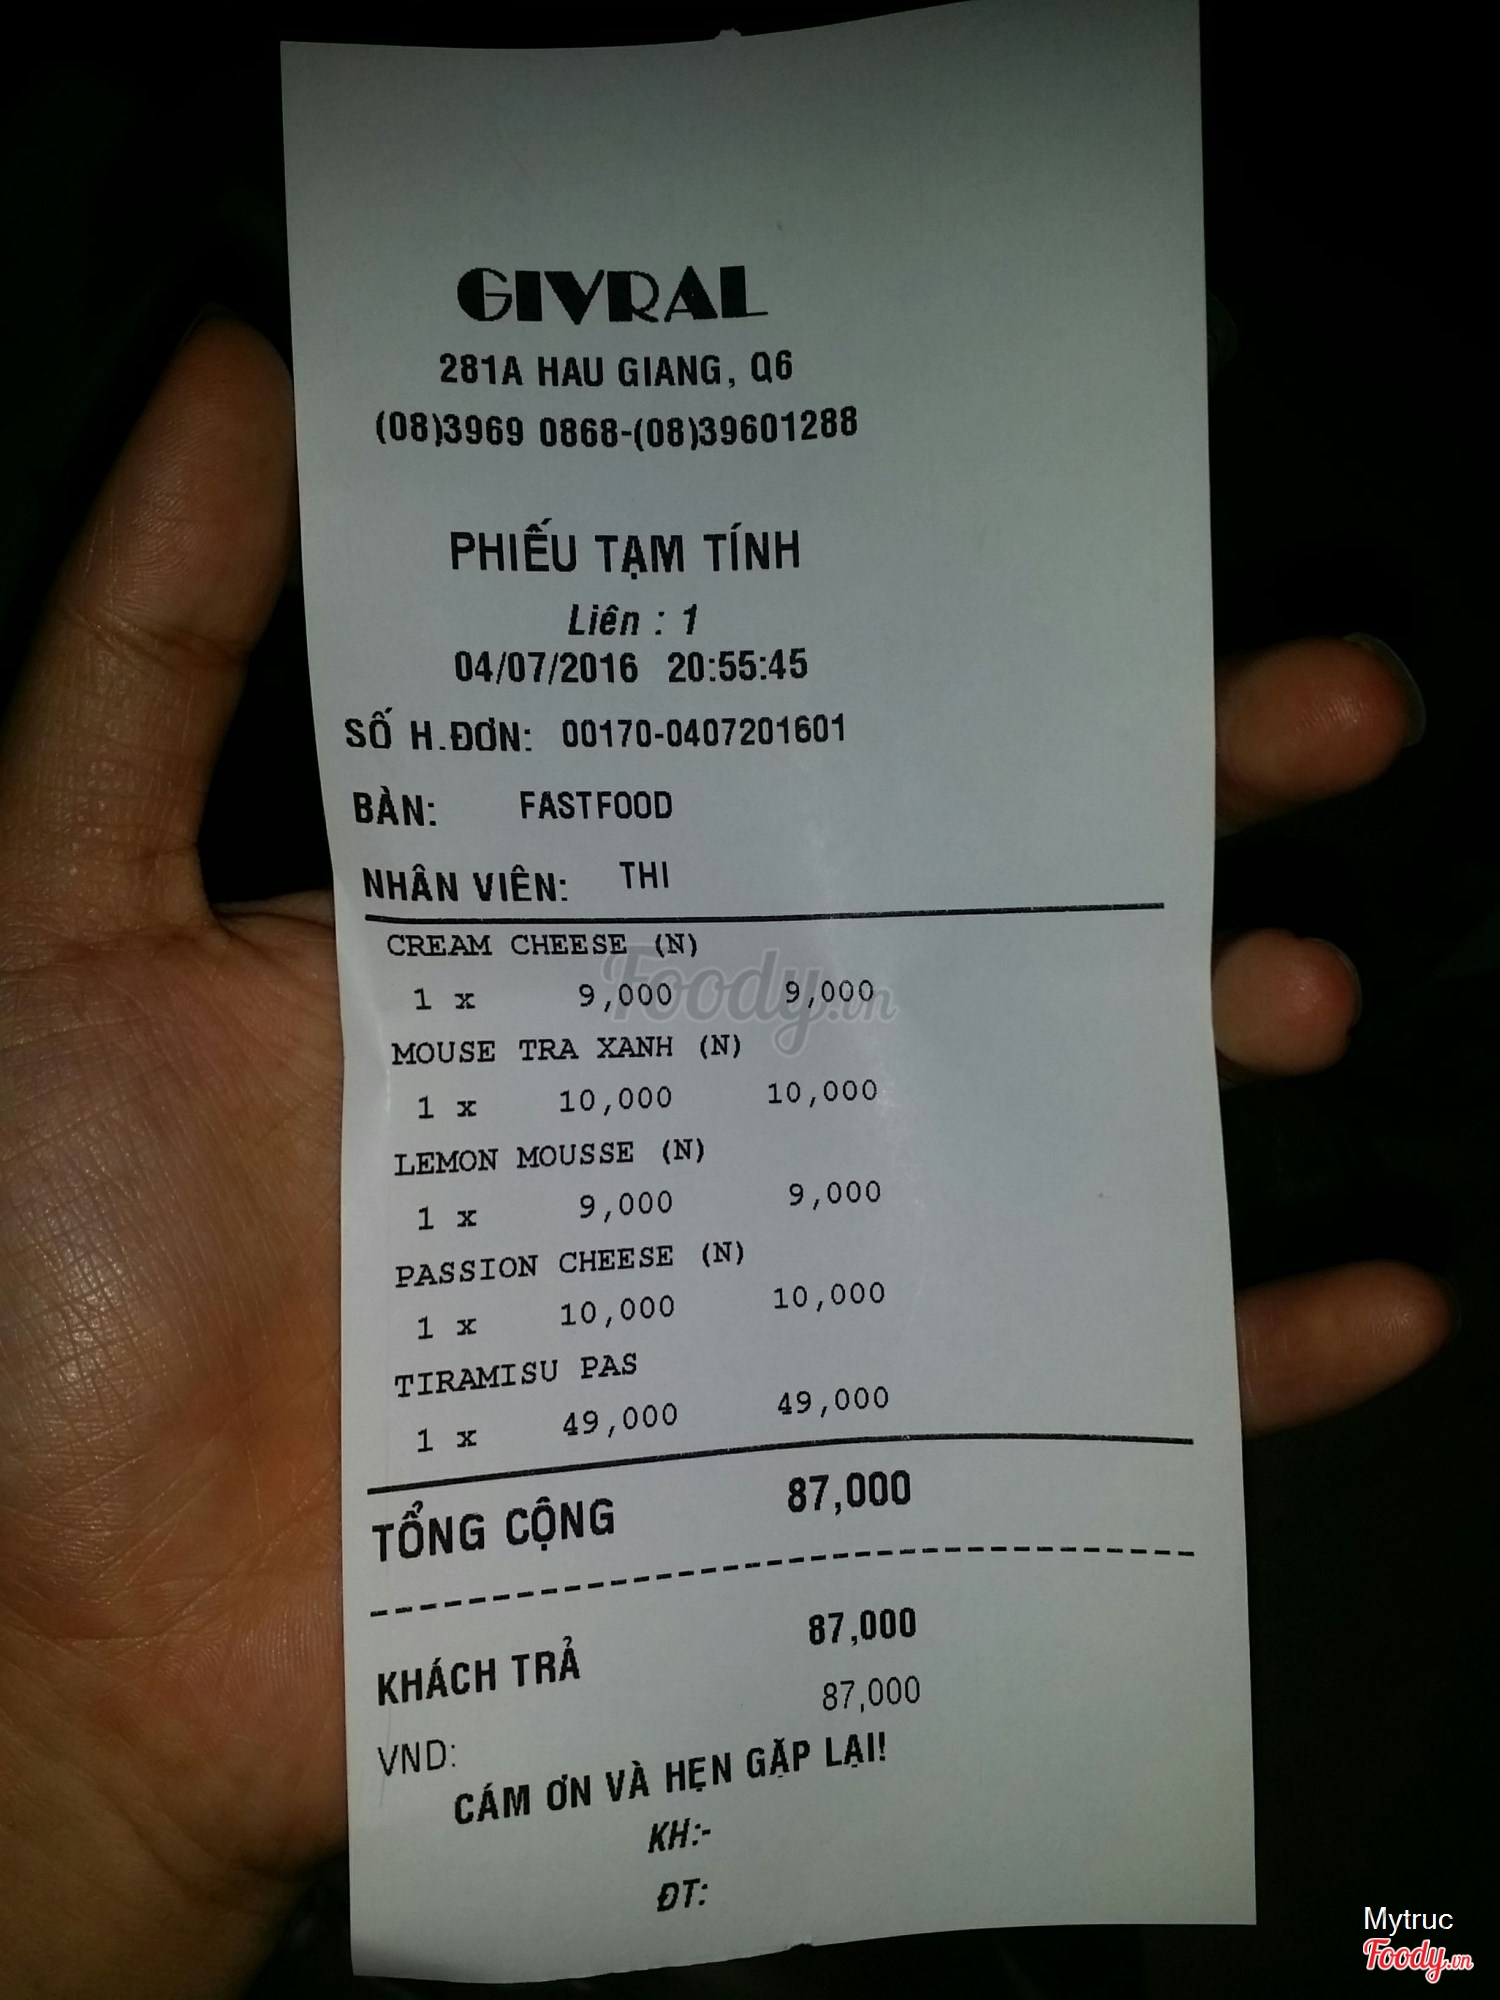 GIVRAL
281A HAU GIANG, Q6
(08)3969 0868-(08)39601288
PHIẾU TẠM TÍNH
Liên : 1
04/07/2016 20:55:45
SỐ H.ĐƠN: 00170-0407201601
BÀN: FASTFOOD
NHÂN VIÊN: THI
CREAM CHEESE (N)
1 x 9,000 9,000
MOUSE TRA XANH (N)
1 x 10,000 10,000
LEMON MOUSSE (N)
1 x 9,000 9,000
PASSION CHEESE (N)
1 x 10,000 10,000
TIRAMISU PAS
1 x 49,000 49,000
TỔNG CỘNG 87,000
KHÁCH TRẢ 87,000
VND: 87,000
CÁM ƠN VÀ HẸN GẶP LẠI!
KH:-
ĐT:
Foody.vn
Mytruc
Foody.vn